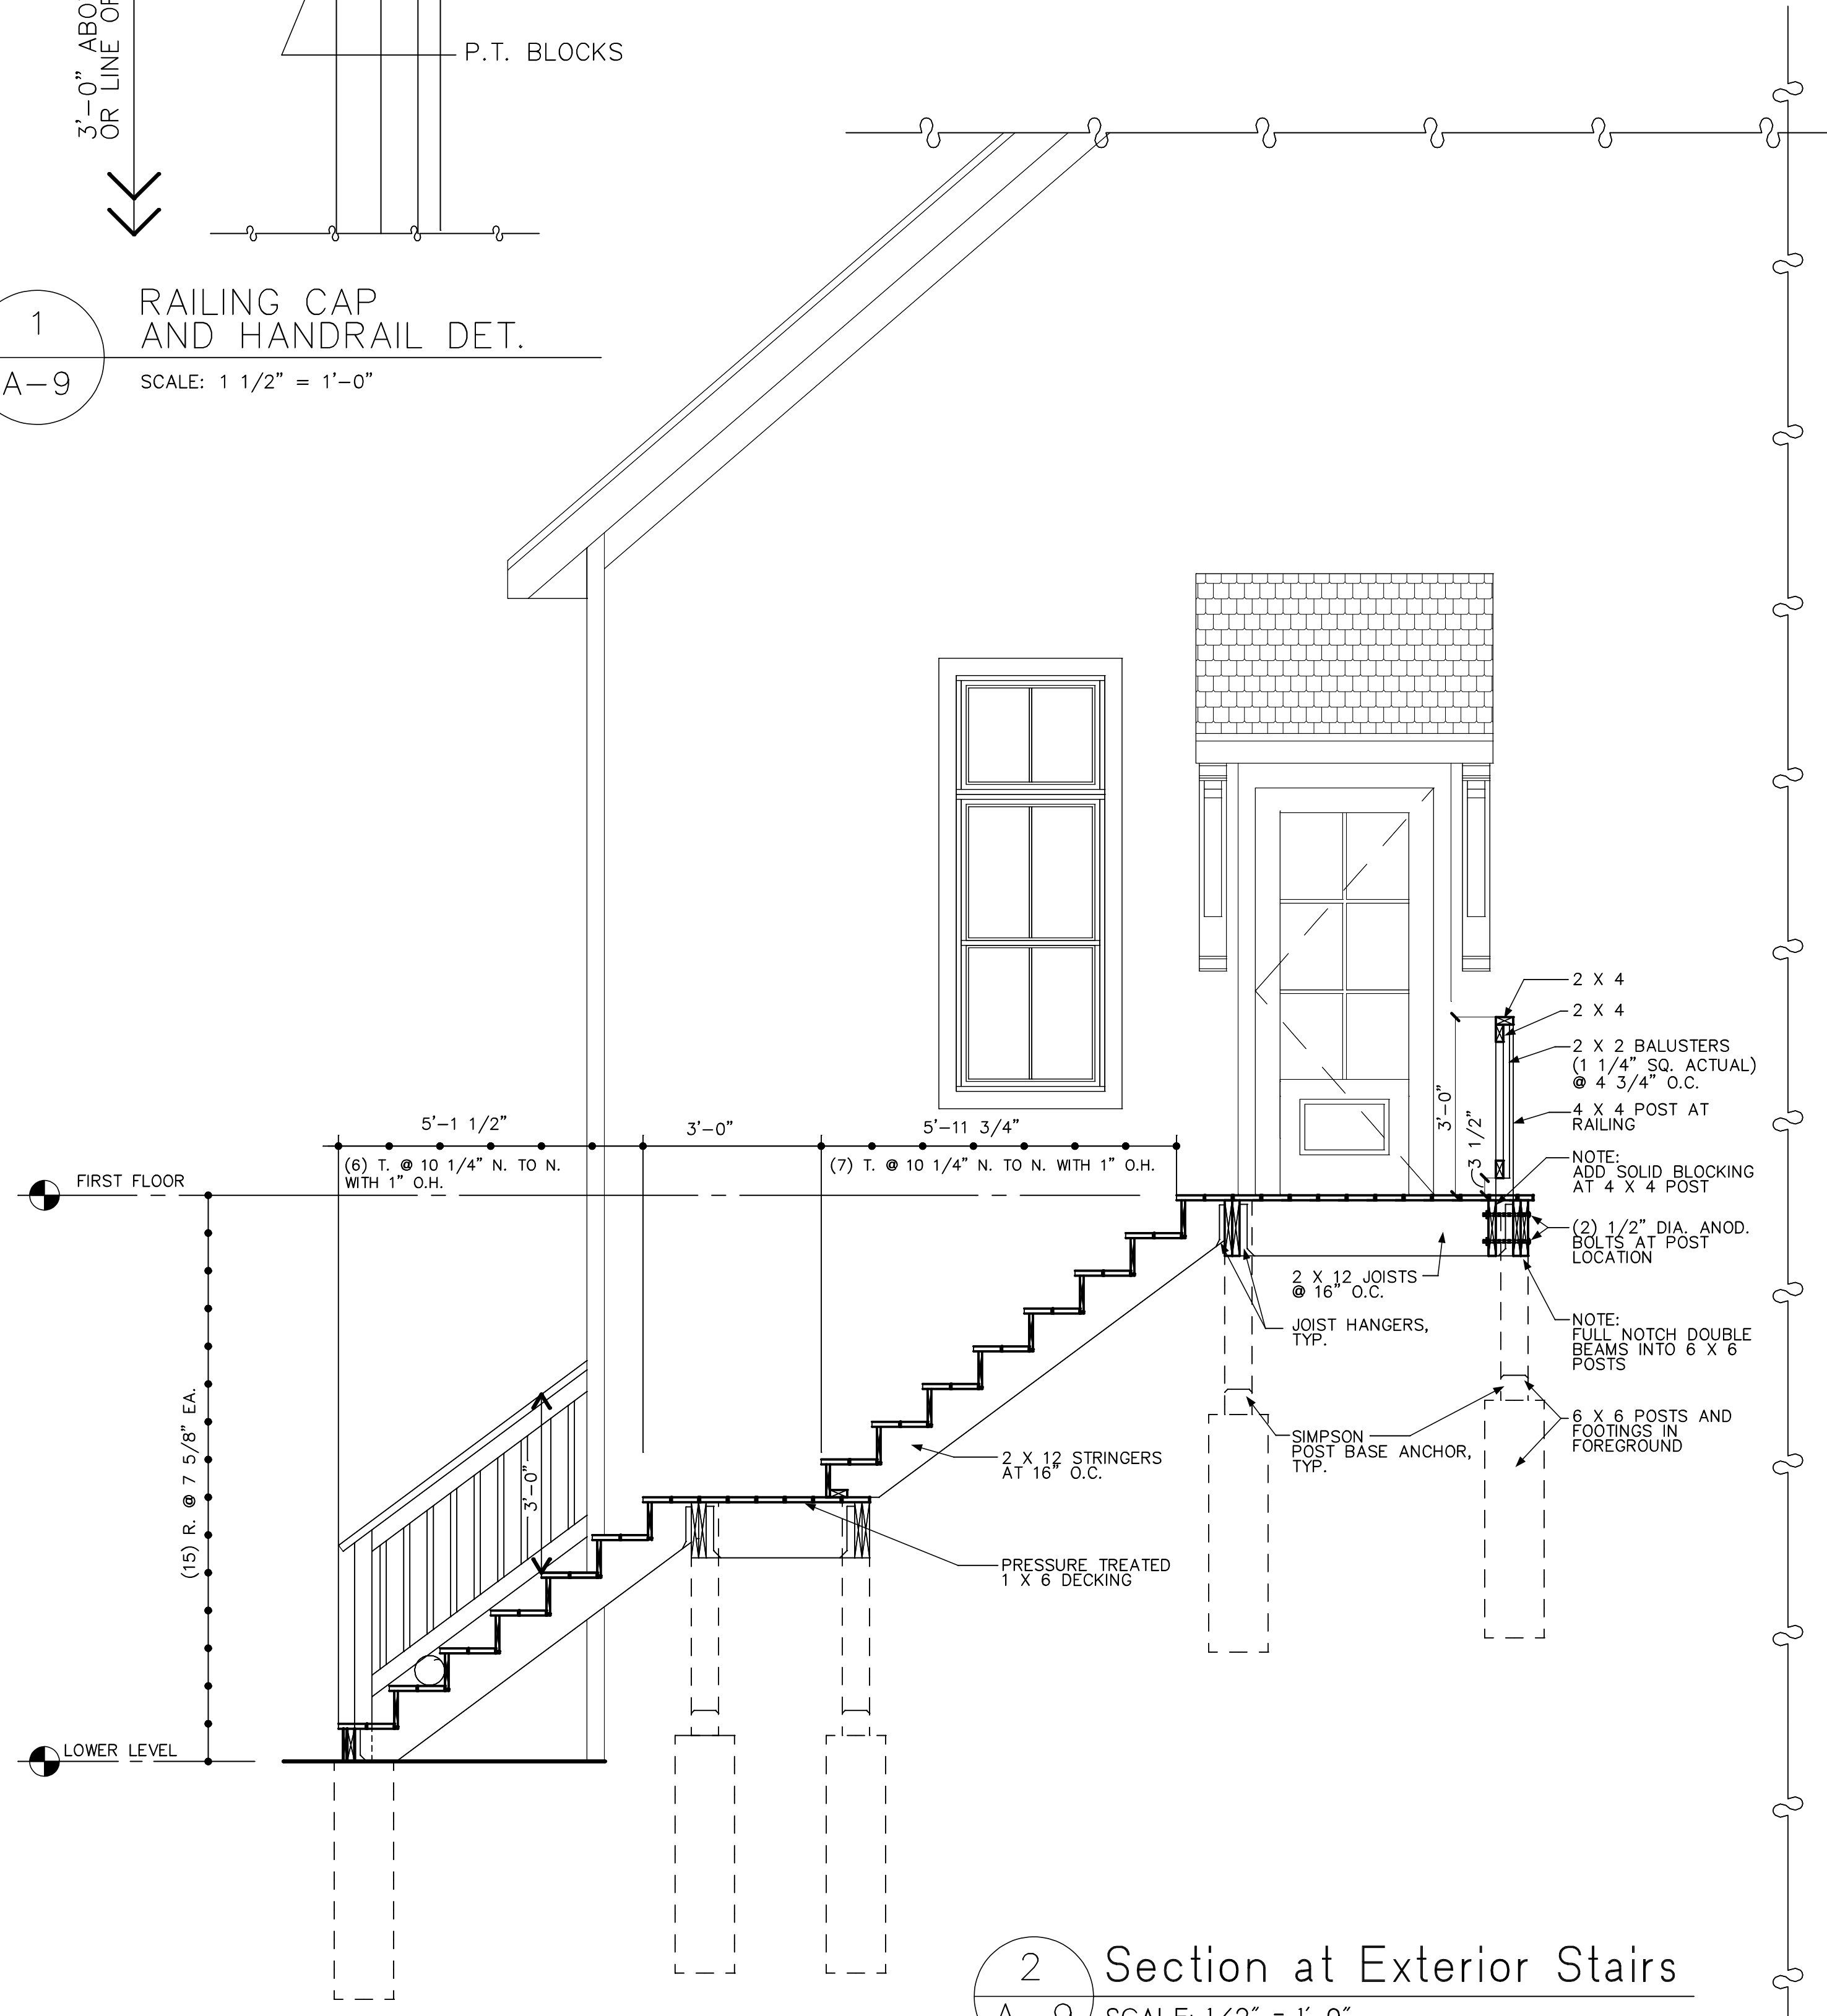 3'-0" ABO
OR LINE OF
P.T. BLOCKS
1
A-9
RAILING CAP
AND HANDRAIL DET.
SCALE: 1 1/2" = 1'-0"
2 X 4
2 X 4
2 X 2 BALUSTERS
(1 1/4" SQ. ACTUAL)
@ 4 3/4" O.C.
4 X 4 POST AT
RAILING
3'-0"
3 1/2"
NOTE:
ADD SOLID BLOCKING
AT 4 X 4 POST
(2) 1/2" DIA. ANOD.
BOLTS AT POST
LOCATION
NOTE:
FULL NOTCH DOUBLE
BEAMS INTO 6 X 6
POSTS
6 X 6 POSTS AND
FOOTINGS IN
FOREGROUND
5'-1 1/2"
3'-0"
5'-11 3/4"
(6) T. @ 10 1/4" N. TO N.
WITH 1" O.H.
(7) T. @ 10 1/4" N. TO N. WITH 1" O.H.
FIRST FLOOR
2 X 12 JOISTS
@ 16" O.C.
JOIST HANGERS,
TYP.
SIMPSON
POST BASE ANCHOR,
TYP.
2 X 12 STRINGERS
AT 16" O.C.
PRESSURE TREATED
1 X 6 DECKING
(15) R. @ 7 5/8" EA.
3'-0"
LOWER LEVEL
2
A-9
Section at Exterior Stairs
SCALE: 1/2" = 1'-0"